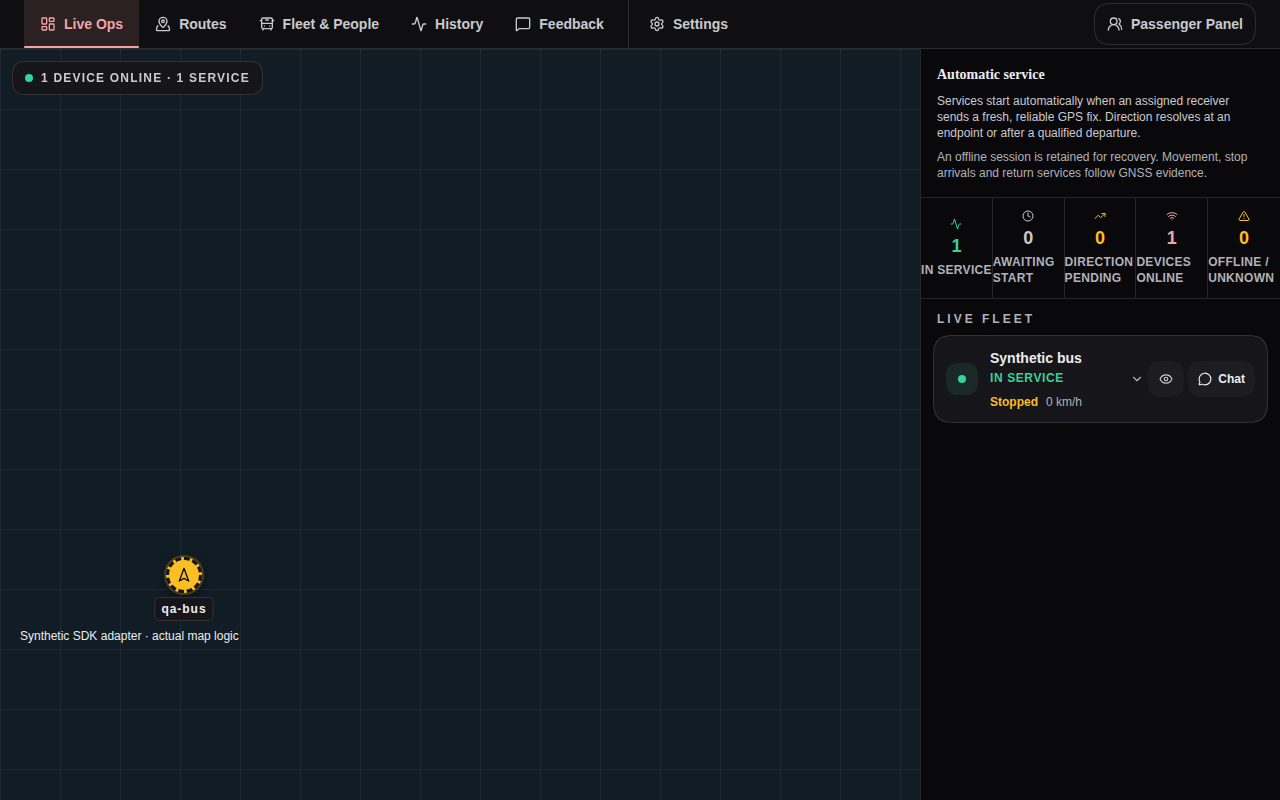 Live Ops
Routes
Fleet & People
History
Feedback
Settings
Passenger Panel
1 DEVICE ONLINE · 1 SERVICE
qa-bus
Synthetic SDK adapter · actual map logic
Automatic service
Services start automatically when an assigned receiver
sends a fresh, reliable GPS fix. Direction resolves at an
endpoint or after a qualified departure.
An offline session is retained for recovery. Movement, stop
arrivals and return services follow GNSS evidence.
1
IN SERVICE
0
AWAITING
START
0
DIRECTION
PENDING
1
DEVICES
ONLINE
0
OFFLINE /
UNKNOWN
LIVE FLEET
Synthetic bus
IN SERVICE
Stopped 0 km/h
Chat